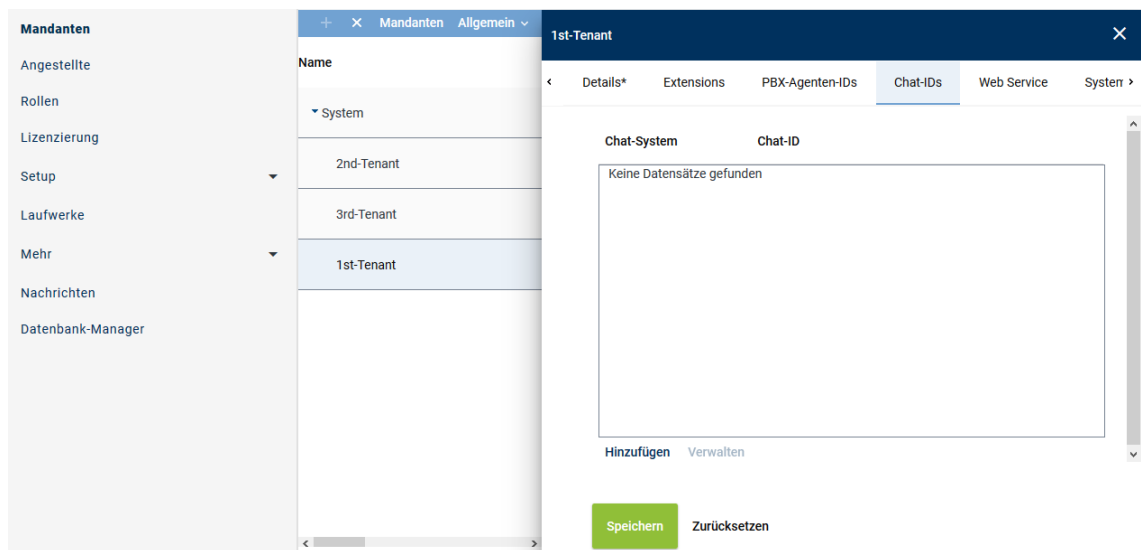 Mandanten
Angestellte
Rollen
Lizenzierung
Setup
Laufwerke
Mehr
Nachrichten
Datenbank-Manager
Mandanten Allgemein
Name
System
2nd-Tenant
3rd-Tenant
1st-Tenant
1st-Tenant
Details* Extensions PBX-Agenten-IDs Chat-IDs Web Service System
Chat-System Chat-ID
Keine Datensätze gefunden
Hinzufügen Verwalten
Speichern Zurücksetzen